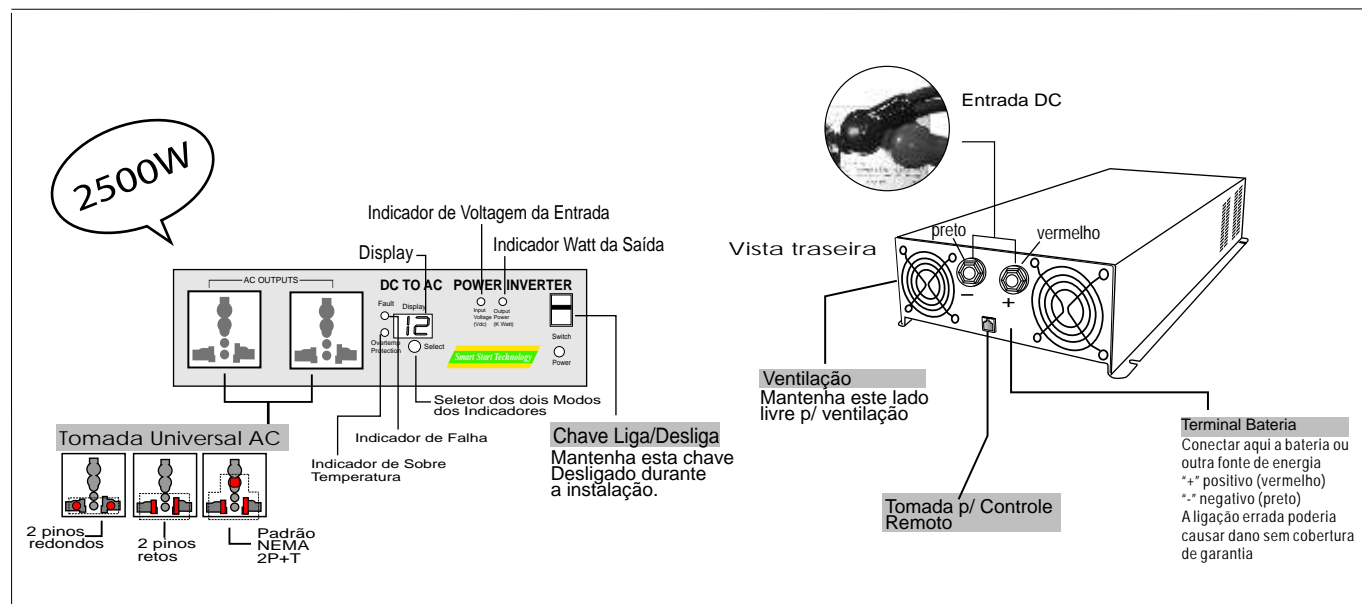 2500W
Indicador de Voltagem da Entrada
Indicador Watt da Saída
Display
AC OUTPUTS
DC TO AC POWER INVERTER
Fault
Display
Input
Voltage
(Vdc)
Output
Power
(K Watt)
12
Overtemp
Protection
Select
Smart Start Technology
Switch
Power
Seletor dos dois Modos
dos Indicadores
Indicador de Falha
Indicador de Sobre
Temperatura
Chave Liga/Desliga
Mantenha esta chave
Desligado durante
a instalação.
Tomada Universal AC
2 pinos
redondos
2 pinos
retos
Padrão
NEMA
2P+T
Entrada DC
Vista traseira
preto
vermelho
–
+
Ventilação
Mantenha este lado
livre p/ ventilação
Tomada p/ Controle
Remoto
Terminal Bateria
Conectar aqui a bateria ou
outra fonte de energia
"+" positivo (vermelho)
"-" negativo (preto)
A ligação errada poderia
causar dano sem cobertura
de garantia